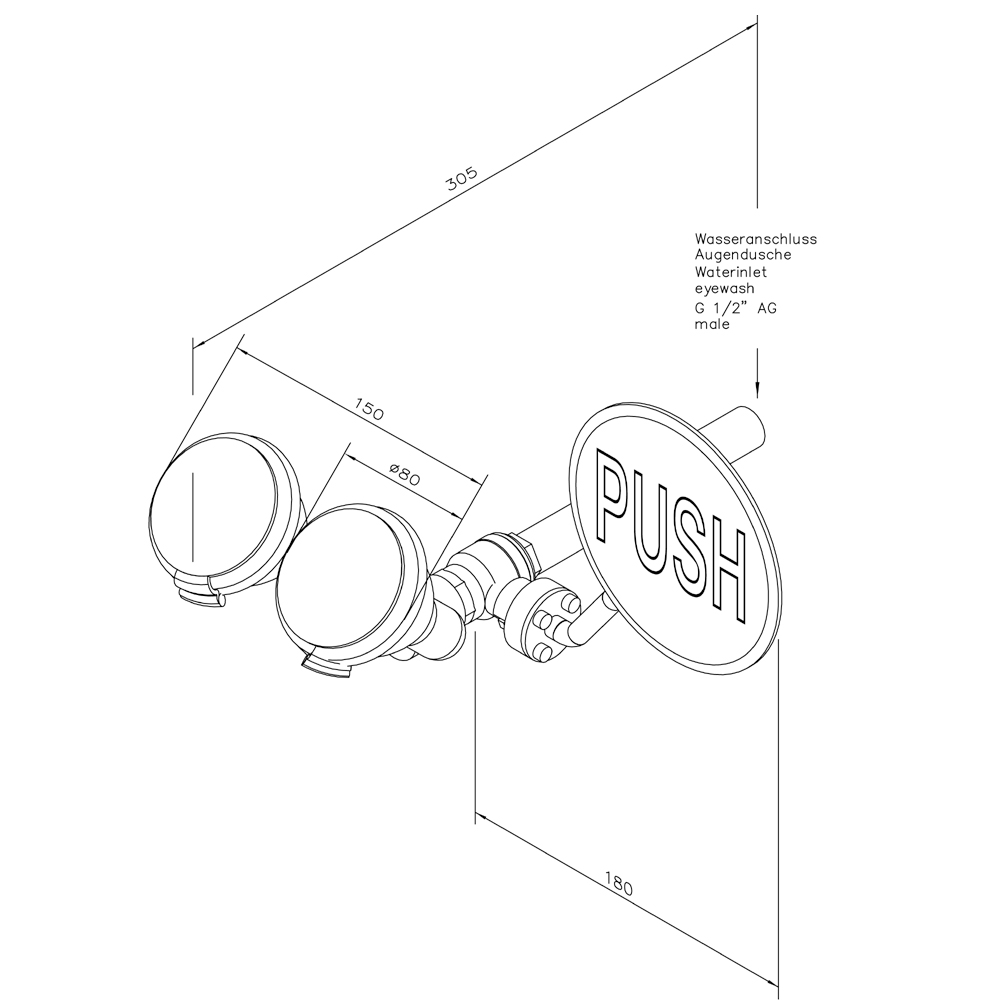 305
Wasseranschluss
Augendusche
Waterinlet
eyewash
G 1/2" AG
male
150
ø80
PUSH
180